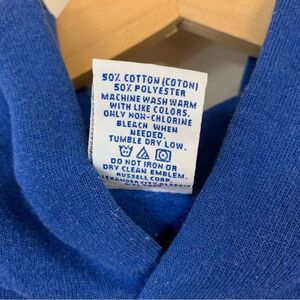 50% COTTON (COTON)
50% POLYESTER
MACHINE WASH WARM
WITH LIKE COLORS.
ONLY NON-CHLORINE
BLEACH WHEN
NEEDED.
TUMBLE DRY LOW.
DO NOT IRON OR
DRY CLEAN EMBLEM.
RUSSELL CORP.